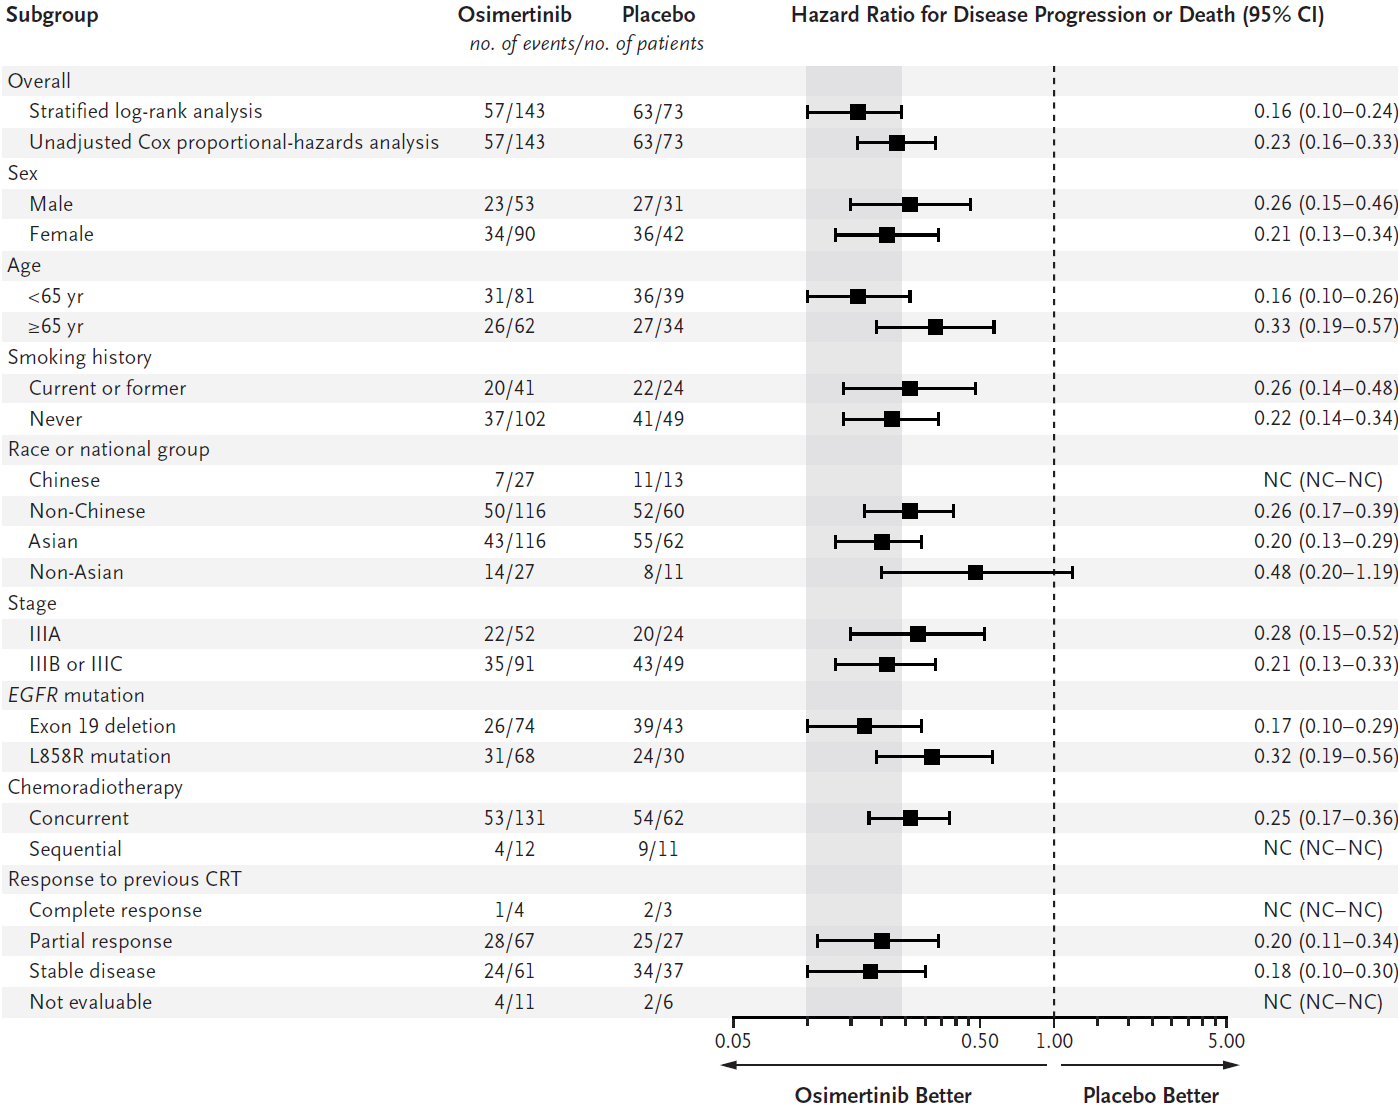 Subgroup Osimertinib Placebo Hazard Ratio for Disease Progression or Death (95% CI)
no. of events/no. of patients
Overall
Stratified log-rank analysis 57/143 63/73 0.16 (0.10–0.24)
Unadjusted Cox proportional-hazards analysis 57/143 63/73 0.23 (0.16–0.33)
Sex
Male 23/53 27/31 0.26 (0.15–0.46)
Female 34/90 36/42 0.21 (0.13–0.34)
Age
<65 yr 31/81 36/39 0.16 (0.10–0.26)
≥65 yr 26/62 27/34 0.33 (0.19–0.57)
Smoking history
Current or former 20/41 22/24 0.26 (0.14–0.48)
Never 37/102 41/49 0.22 (0.14–0.34)
Race or national group
Chinese 7/27 11/13 NC (NC–NC)
Non-Chinese 50/116 52/60 0.26 (0.17–0.39)
Asian 43/116 55/62 0.20 (0.13–0.29)
Non-Asian 14/27 8/11 0.48 (0.20–1.19)
Stage
IIIA 22/52 20/24 0.28 (0.15–0.52)
IIIB or IIIC 35/91 43/49 0.21 (0.13–0.33)
EGFR mutation
Exon 19 deletion 26/74 39/43 0.17 (0.10–0.29)
L858R mutation 31/68 24/30 0.32 (0.19–0.56)
Chemoradiotherapy
Concurrent 53/131 54/62 0.25 (0.17–0.36)
Sequential 4/12 9/11 NC (NC–NC)
Response to previous CRT
Complete response 1/4 2/3 NC (NC–NC)
Partial response 28/67 25/27 0.20 (0.11–0.34)
Stable disease 24/61 34/37 0.18 (0.10–0.30)
Not evaluable 4/11 2/6 NC (NC–NC)
0.05 0.50 1.00 5.00
Osimertinib Better Placebo Better